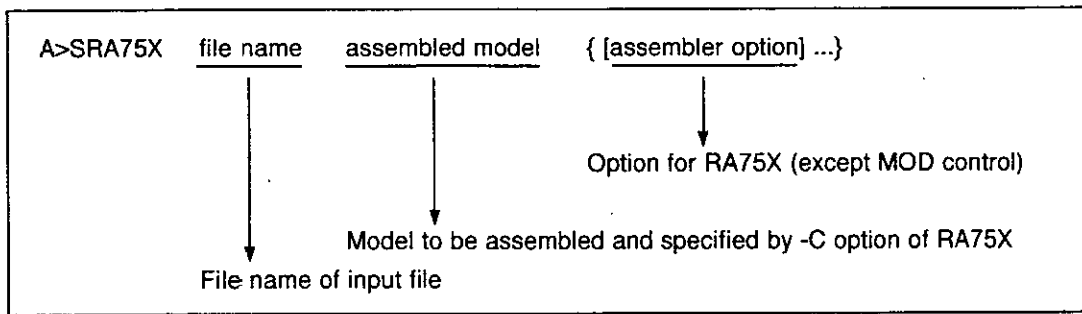 A>SRA75X file name assembled model { [assembler option] ...}
Option for RA75X (except MOD control)
Model to be assembled and specified by -C option of RA75X
File name of input file